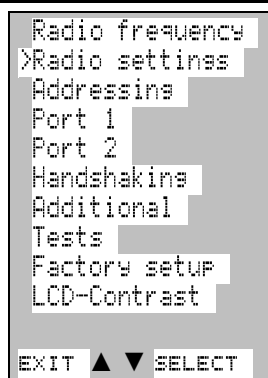 Radio frequency
>Radio settings
Addressing
Port 1
Port 2
Handshaking
Additional
Tests
Factory setup
LCD-Contrast
EXIT ▲ ▼ SELECT